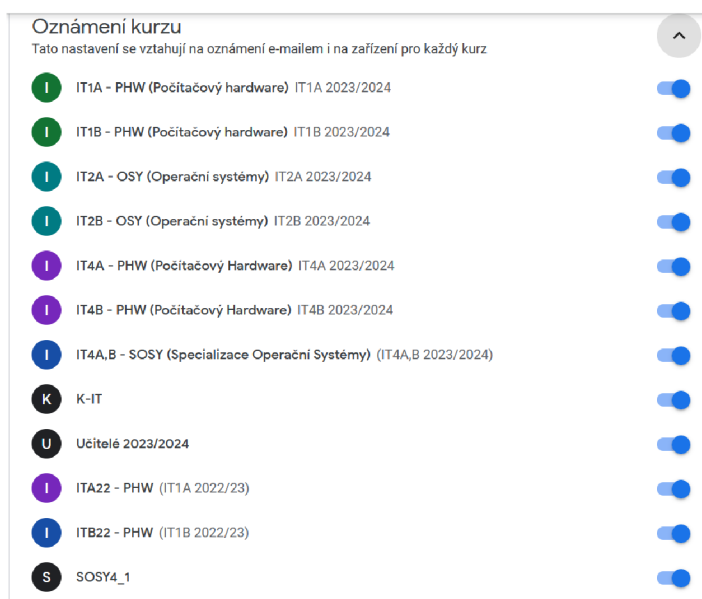 Oznámení kurzu
Tato nastavení se vztahují na oznámení e-mailem i na zařízení pro každý kurz
I IT1A - PHW (Počítačový hardware) IT1A 2023/2024
I IT1B - PHW (Počítačový hardware) IT1B 2023/2024
I IT2A - OSY (Operační systémy) IT2A 2023/2024
I IT2B - OSY (Operační systémy) IT2B 2023/2024
I IT4A - PHW (Počítačový Hardware) IT4A 2023/2024
I IT4B - PHW (Počítačový Hardware) IT4B 2023/2024
I IT4A,B - SOSY (Specializace Operační Systémy) (IT4A,B 2023/2024)
K K-IT
U Učitelé 2023/2024
I ITA22 - PHW (IT1A 2022/23)
I ITB22 - PHW (IT1B 2022/23)
S SOSY4_1